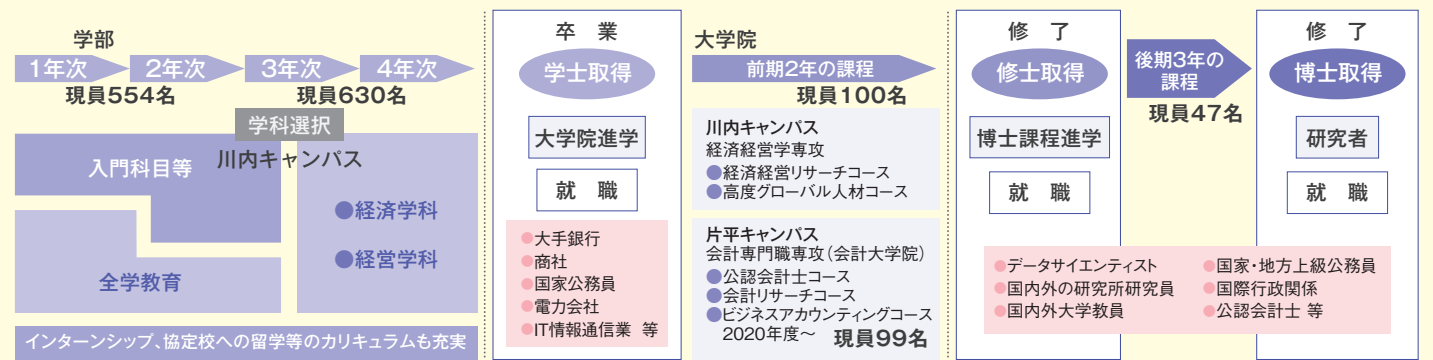 学部
1年次 2年次 3年次 4年次
現員554名 現員630名
学科選択
川内キャンパス
入門科目等
全学教育
●経済学科
●経営学科
インターンシップ、協定校への留学等のカリキュラムも充実
卒 業
学士取得
大学院進学
就 職
●大手銀行
●商社
●国家公務員
●電力会社
●IT情報通信業 等
大学院
前期2年の課程
現員100名
川内キャンパス
経済経営学専攻
●経済経営リサーチコース
●高度グローバル人材コース
片平キャンパス
会計専門職専攻(会計大学院)
●公認会計士コース
●会計リサーチコース
●ビジネスアカウンティングコース
2020年度〜 現員99名
修 了
修士取得
博士課程進学
就 職
後期3年の
課程
現員47名
修 了
博士取得
研究者
就 職
●データサイエンティスト
●国内外の研究所研究員
●国内外大学教員
●国家・地方上級公務員
●国際行政関係
●公認会計士 等